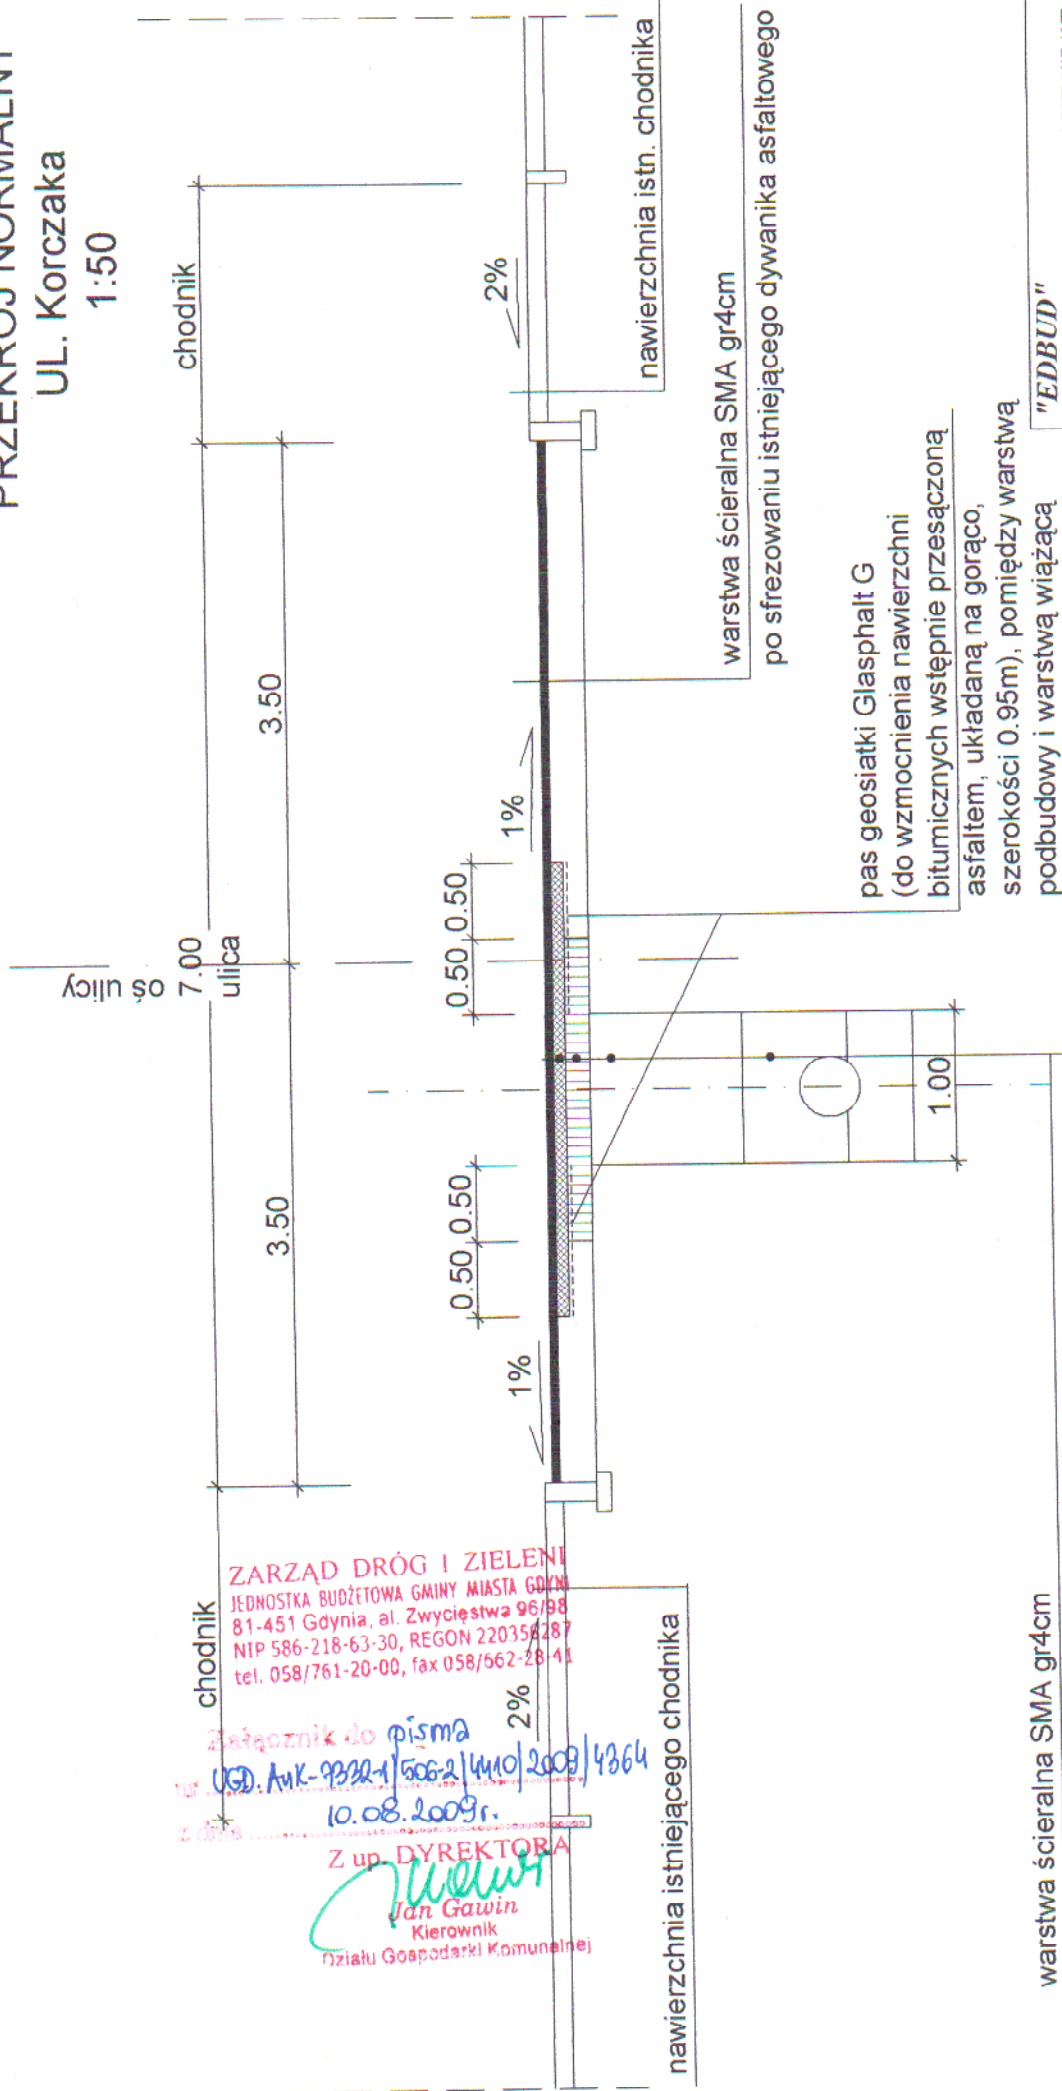 PRZEKRÓJ NORMALNY
UL. Korczaka
1:50
chodnik
oś ulicy
7.00
ulica
3.50
3.50
chodnik
0.50 0.50
0.50 0.50
1%
1%
2%
2%
nawierzchnia istn. chodnika
warstwa ścieralna SMA gr4cm
po sfrezowaniu istniejącego dywanika asfaltowego
pas geosiatki Glasphalt G
(do wzmocnienia nawierzchni
bitumicznych wstępnie przesączoną
asfaltem, układaną na gorąco,
szerokości 0.95m), pomiędzy warstwą
podbudowy i warstwą wiążącą
"EDBUD"
1.00
nawierzchnia istniejącego chodnika
warstwa ścieralna SMA gr4cm
ZARZĄD DRÓG I ZIELENI
JEDNOSTKA BUDŻETOWA GMINY MIASTA GDYNI
81-451 Gdynia, al. Zwycięstwa 96/98
NIP 586-218-63-30, REGON 220358287
tel. 058/761-20-00, fax 058/662-28-41
Załącznik do pisma
nr UGD.AnK-7332-1/506-2/4410/2009/4364
z dnia 10.08.2009r.
Z up. DYREKTORA
Jan Gawin
Kierownik
Działu Gospodarki Komunalnej